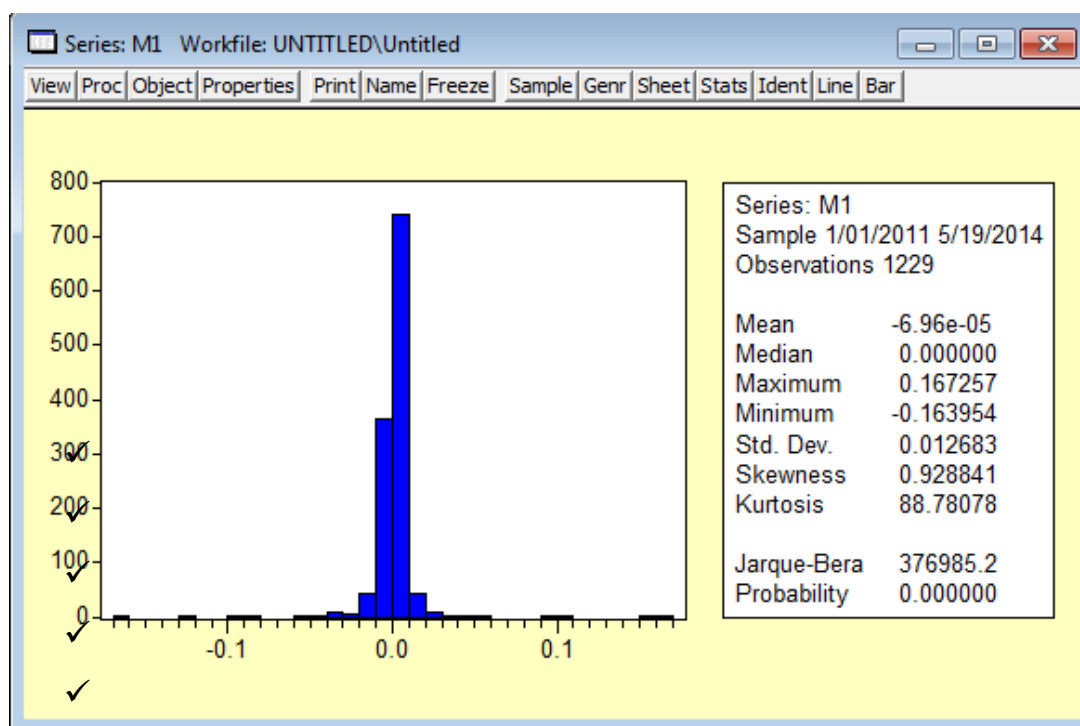 Series: M1 Workfile: UNTITLED\Untitled
View Proc Object Properties Print Name Freeze Sample Genr Sheet Stats Ident Line Bar
800
700
600
500
400
300
200
100
0
-0.1 0.0 0.1
Series: M1
Sample 1/01/2011 5/19/2014
Observations 1229
Mean -6.96e-05
Median 0.000000
Maximum 0.167257
Minimum -0.163954
Std. Dev. 0.012683
Skewness 0.928841
Kurtosis 88.78078
Jarque-Bera 376985.2
Probability 0.000000